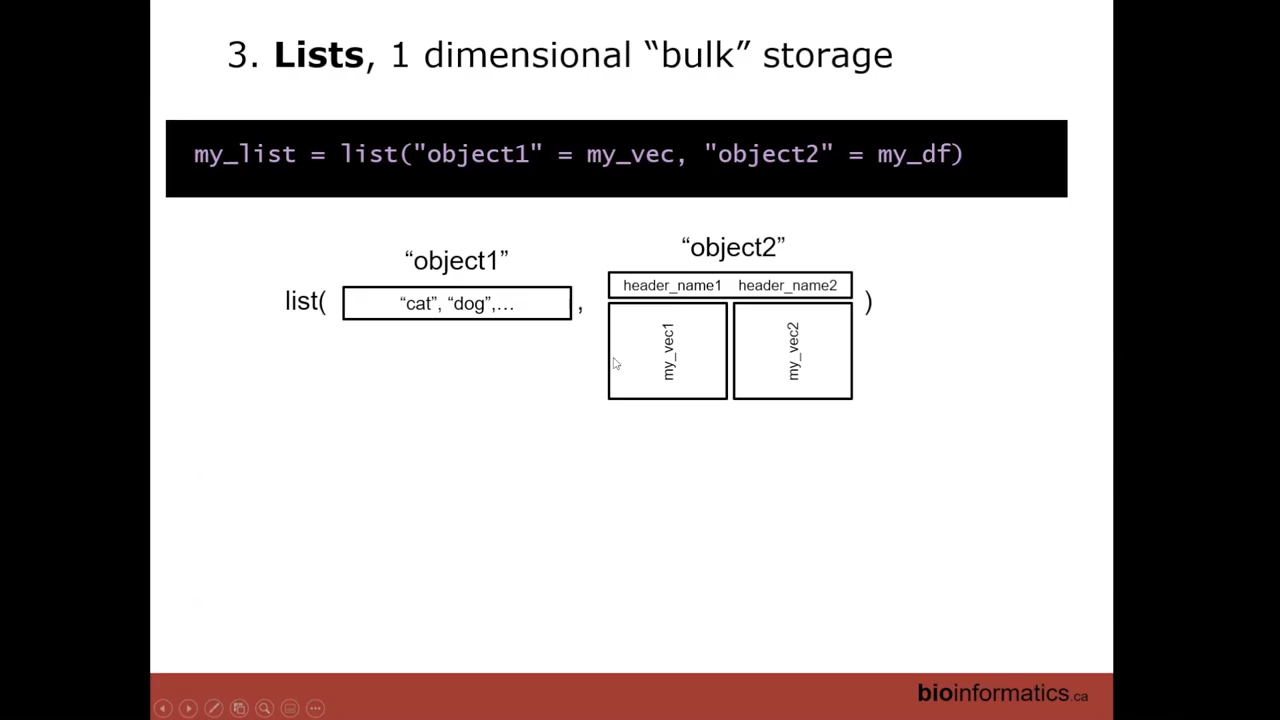 3. Lists, 1 dimensional “bulk” storage
my_list = list("object1" = my_vec, "object2" = my_df)
“object1”
“object2”
list(
“cat”, “dog”,…
,
header_name1 header_name2
)
my_vec1
my_vec2
bioinformatics.ca